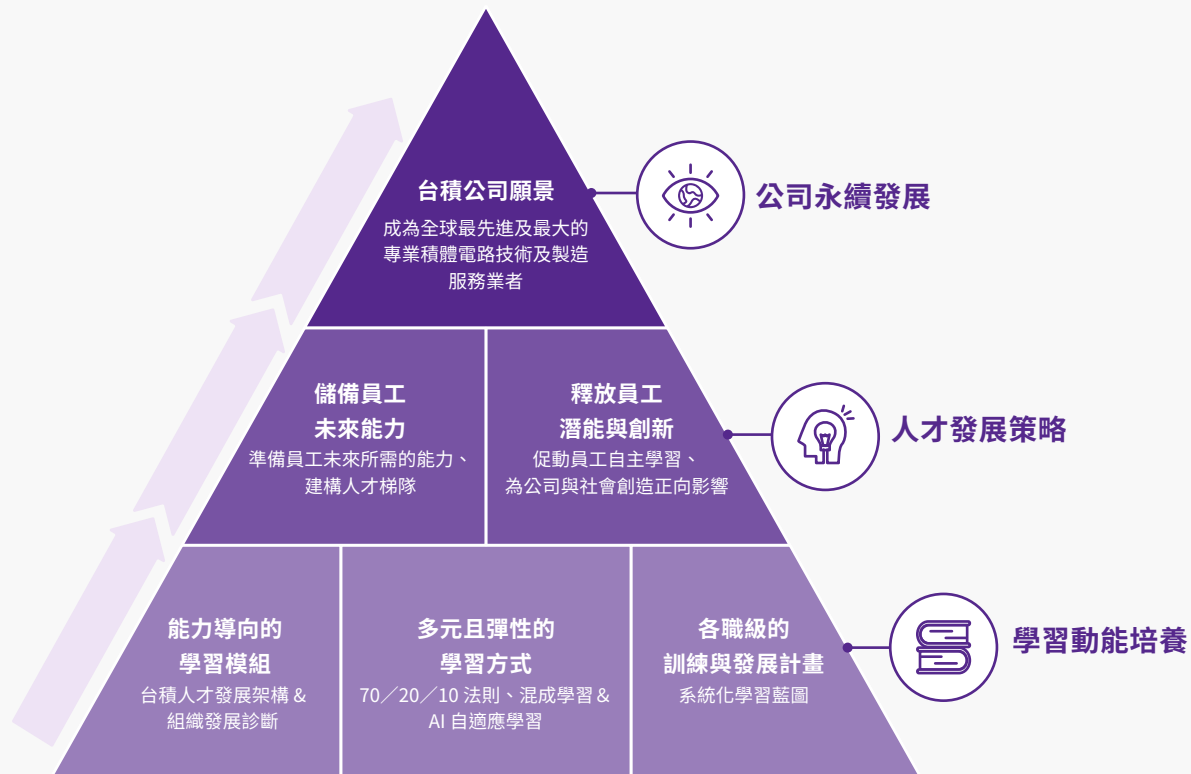 台積公司願景
成為全球最先進及最大的
專業積體電路技術及製造
服務業者
公司永續發展
儲備員工
未來能力
準備員工未來所需的能力、
建構人才梯隊
釋放員工
潛能與創新
促動員工自主學習、
為公司與社會創造正向影響
人才發展策略
能力導向的
學習模組
台積人才發展架構 &
組織發展診斷
多元且彈性的
學習方式
70／20／10 法則、混成學習 &
AI 自適應學習
各職級的
訓練與發展計畫
系統化學習藍圖
學習動能培養